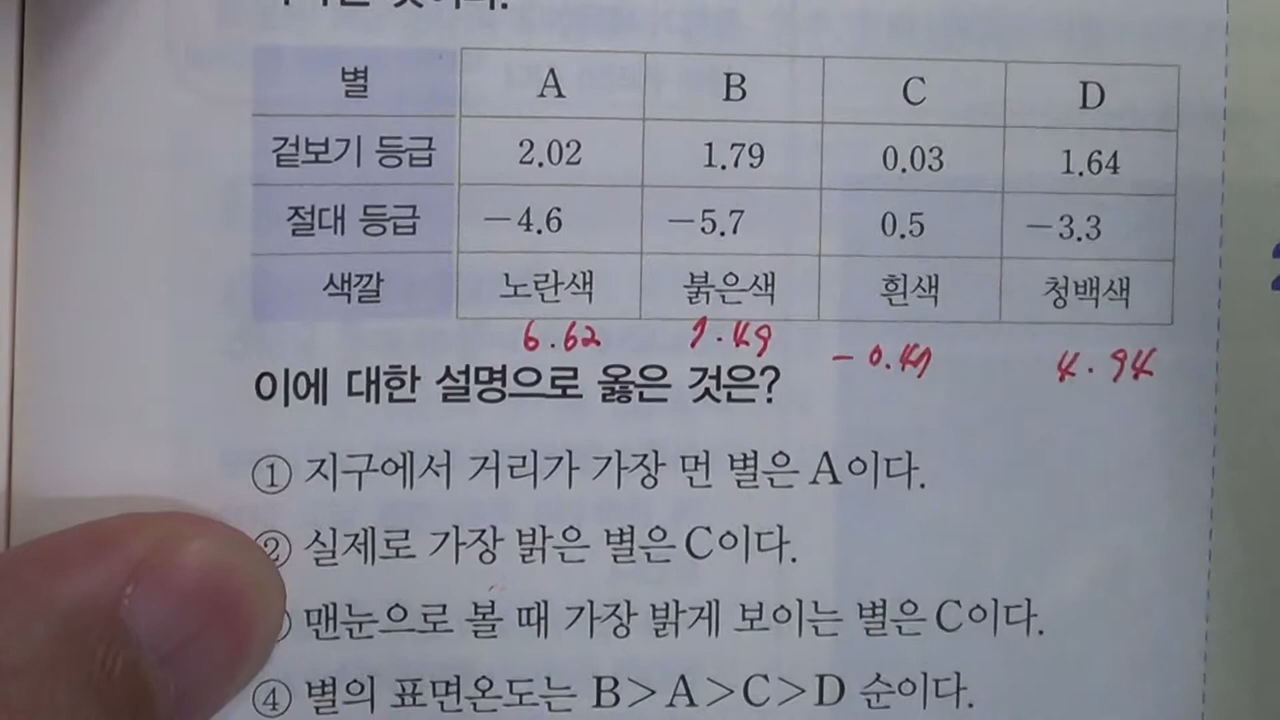 별 A B C D
겉보기 등급 2.02 1.79 0.03 1.64
절대 등급 -4.6 -5.7 0.5 -3.3
색깔 노란색 붉은색 흰색 청백색
6.62 7.49 -0.47 4.94
이에 대한 설명으로 옳은 것은?
① 지구에서 거리가 가장 먼 별은 A이다.
② 실제로 가장 밝은 별은 C이다.
맨눈으로 볼 때 가장 밝게 보이는 별은 C이다.
④ 별의 표면온도는 B>A>C>D 순이다.